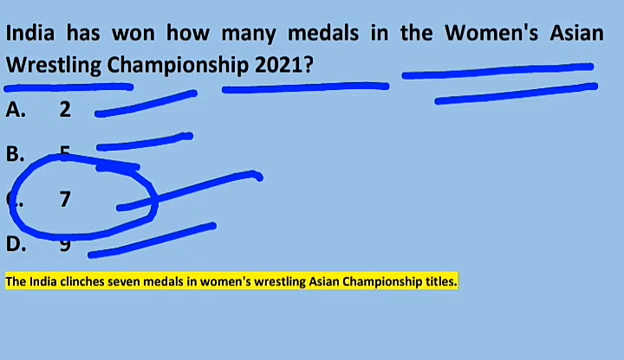 India has won how many medals in the Women's Asian
Wrestling Championship 2021?
A. 2
B. 5
C. 7
D. 9
The India clinches seven medals in women's wrestling Asian Championship titles.